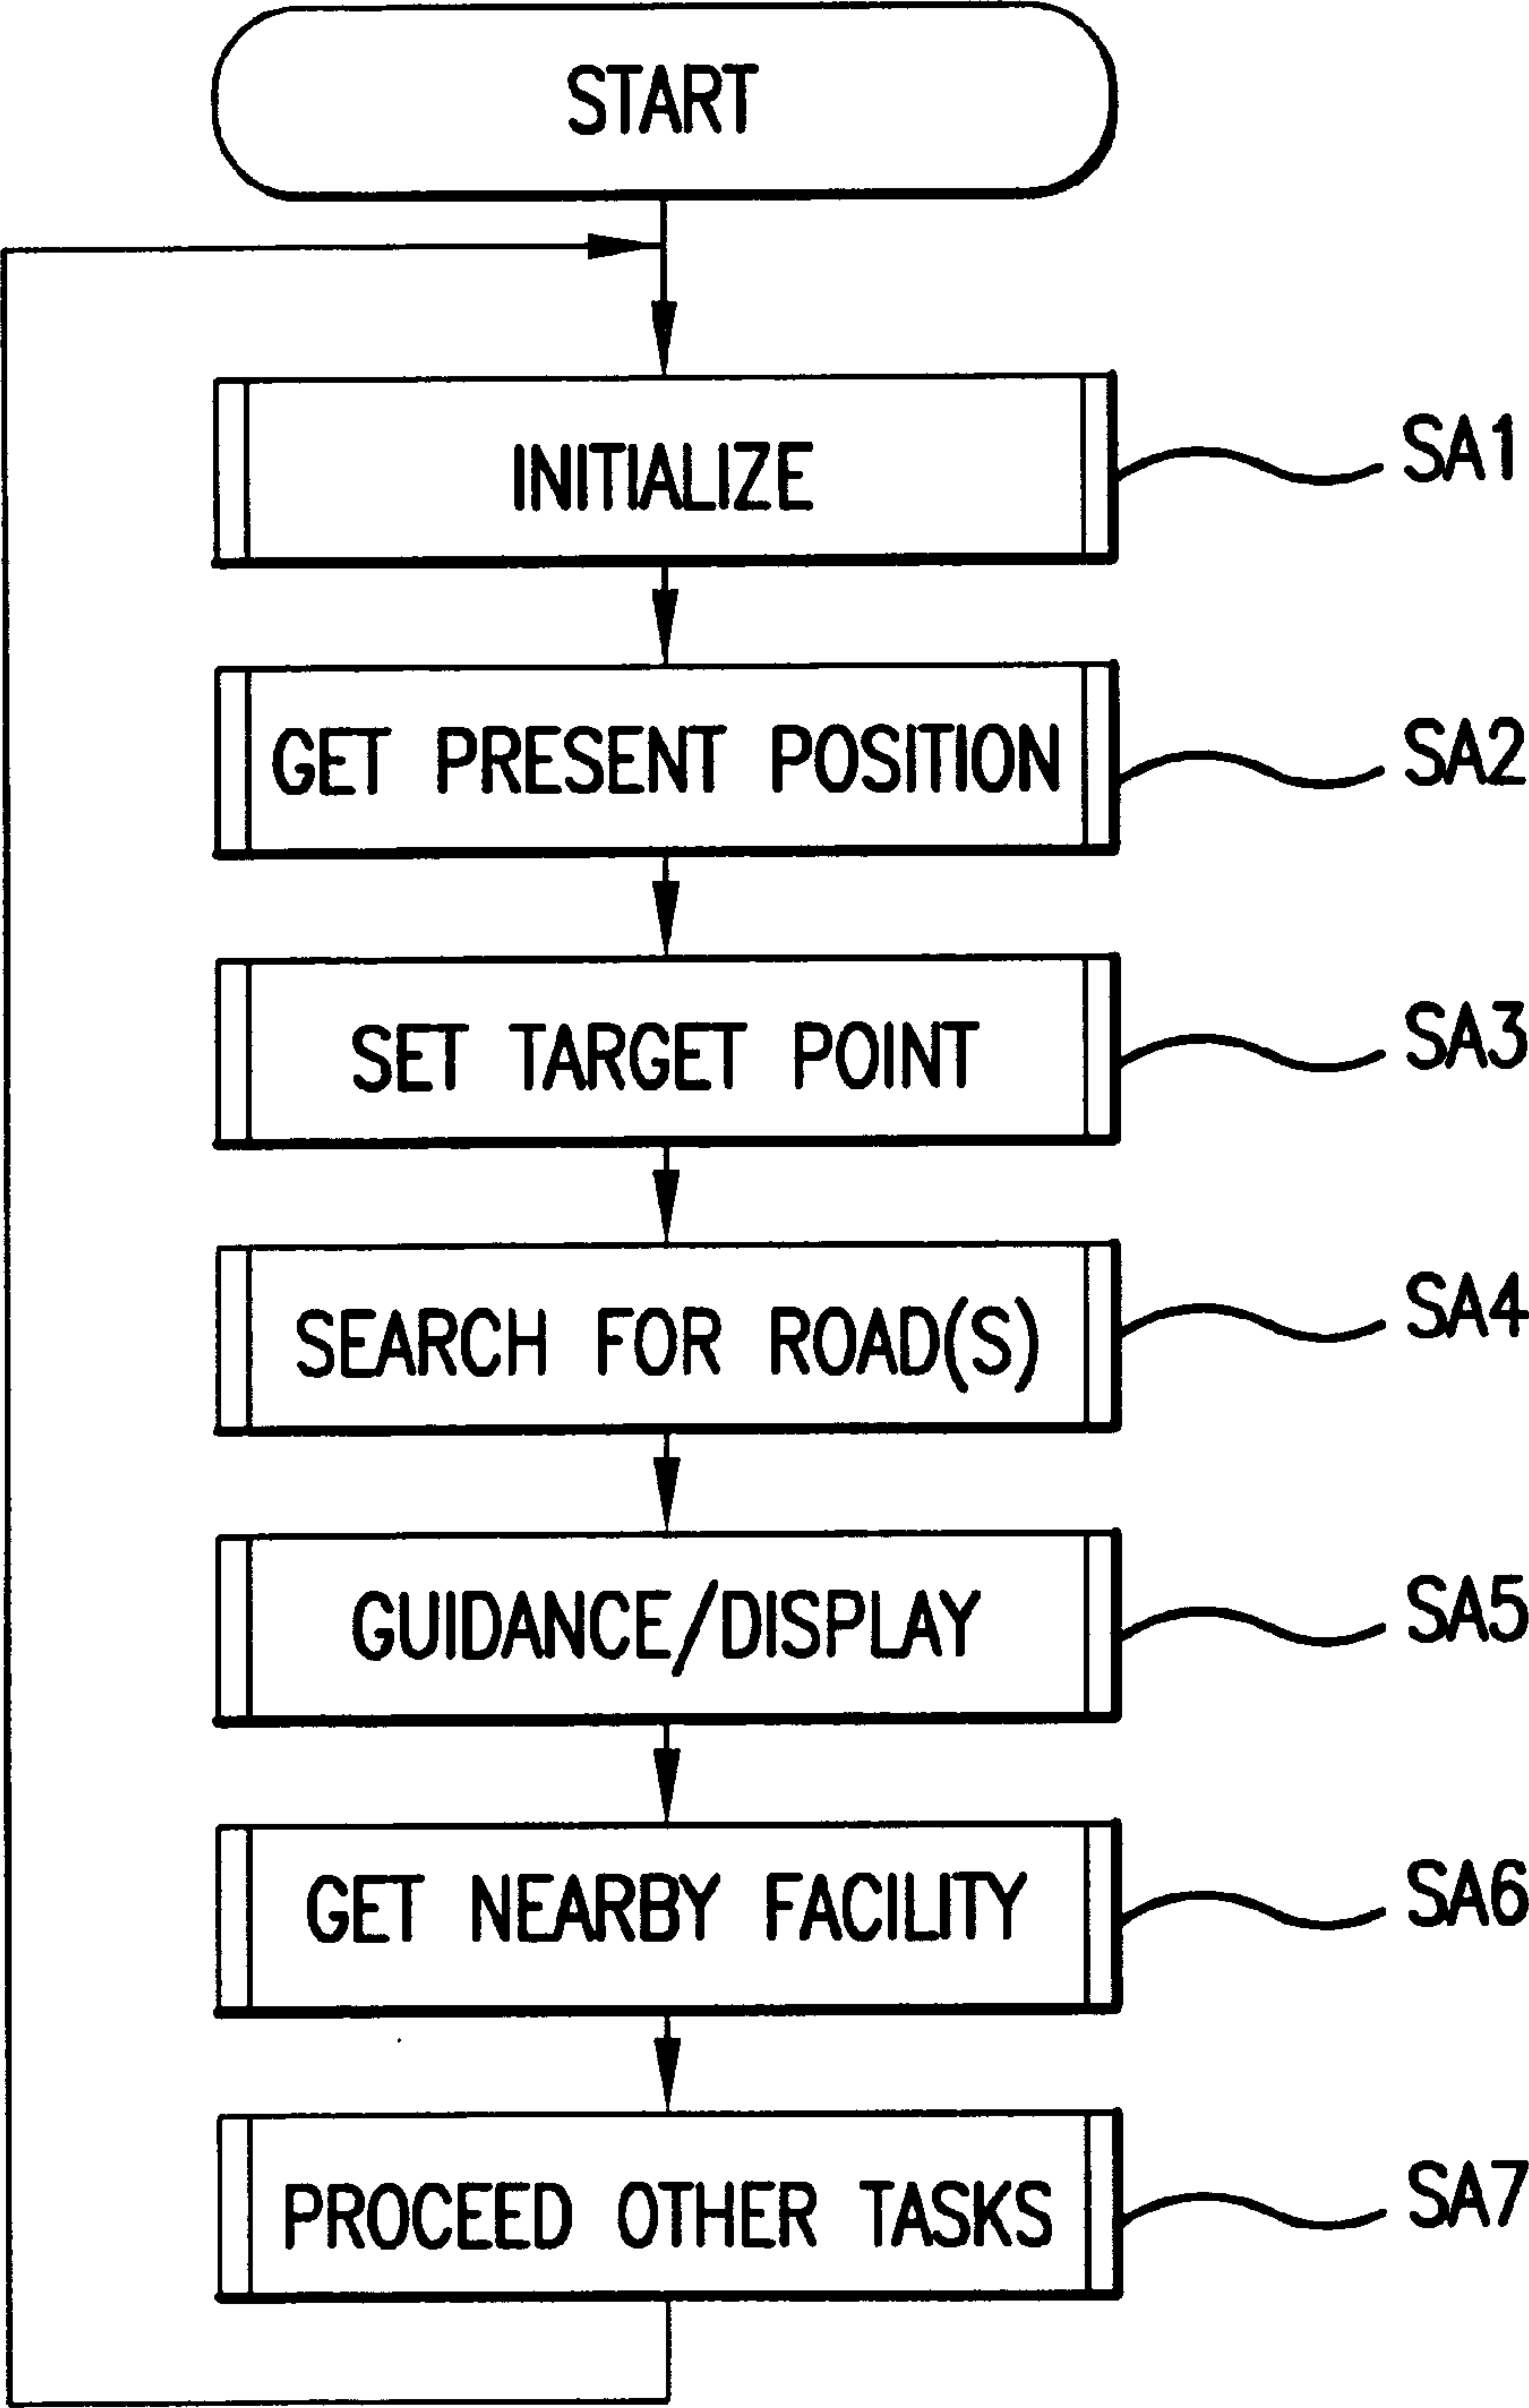 START
INITIALIZE
SA1
GET PRESENT POSITION
SA2
SET TARGET POINT
SA3
SEARCH FOR ROAD(S)
SA4
GUIDANCE/DISPLAY
SA5
GET NEARBY FACILITY
SA6
PROCEED OTHER TASKS
SA7